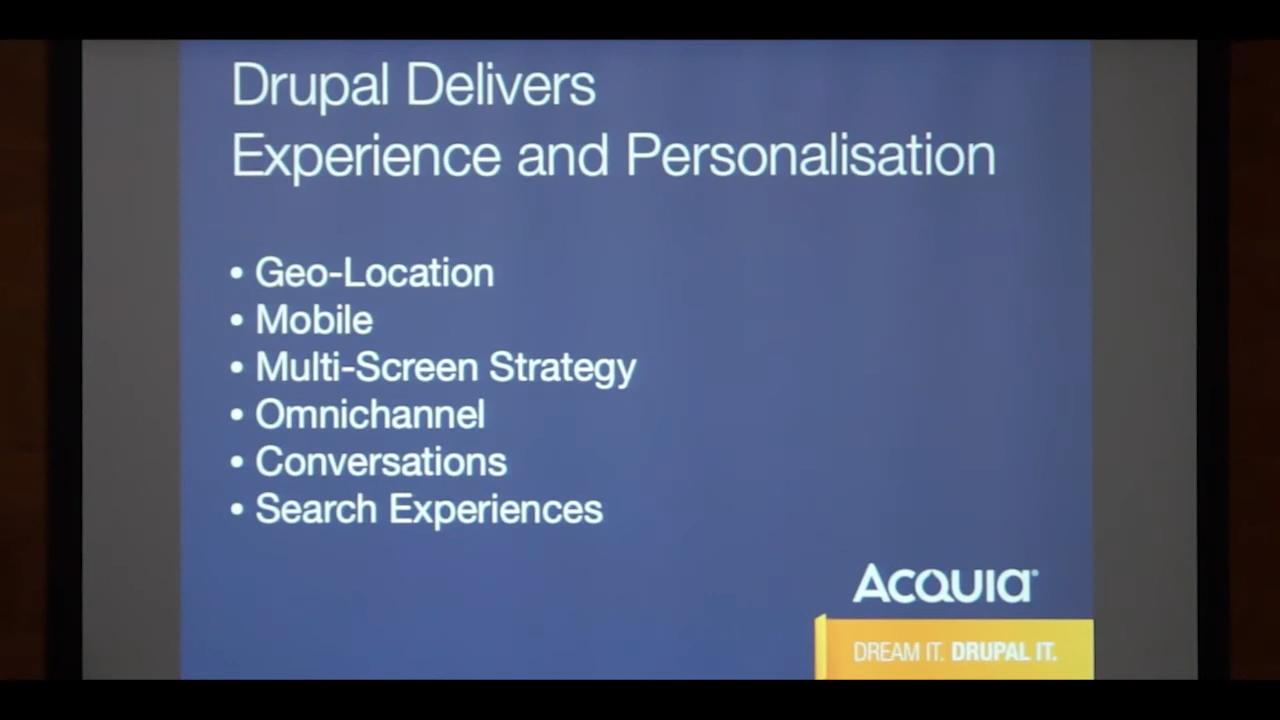 Drupal Delivers
Experience and Personalisation
• Geo-Location
• Mobile
• Multi-Screen Strategy
• Omnichannel
• Conversations
• Search Experiences
ACQUIA
DREAM IT. DRUPAL IT.